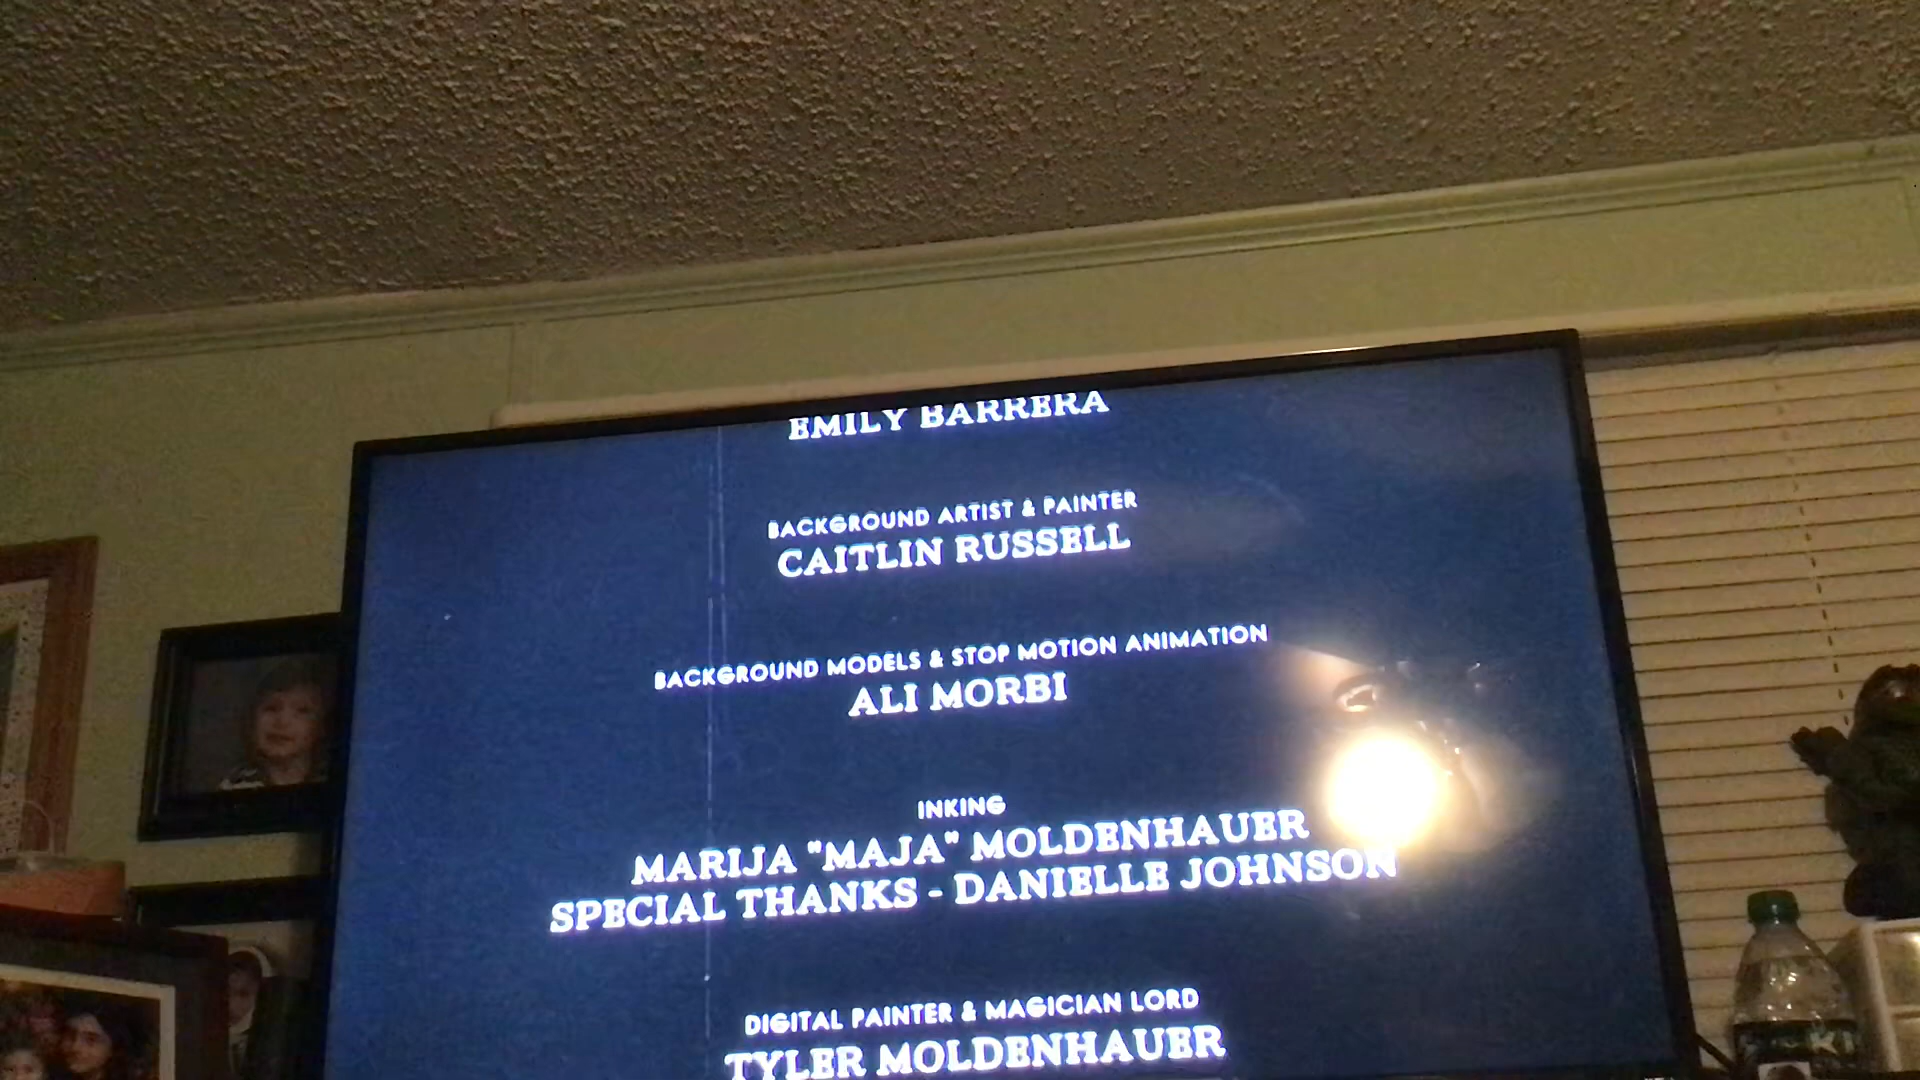 EMILY BARRERA
BACKGROUND ARTIST & PAINTER
CAITLIN RUSSELL
BACKGROUND MODELS & STOP MOTION ANIMATION
ALI MORBI
INKING
MARIJA "MAJA" MOLDENHAUER
SPECIAL THANKS - DANIELLE JOHNSON
DIGITAL PAINTER & MAGICIAN LORD
TYLER MOLDENHAUER